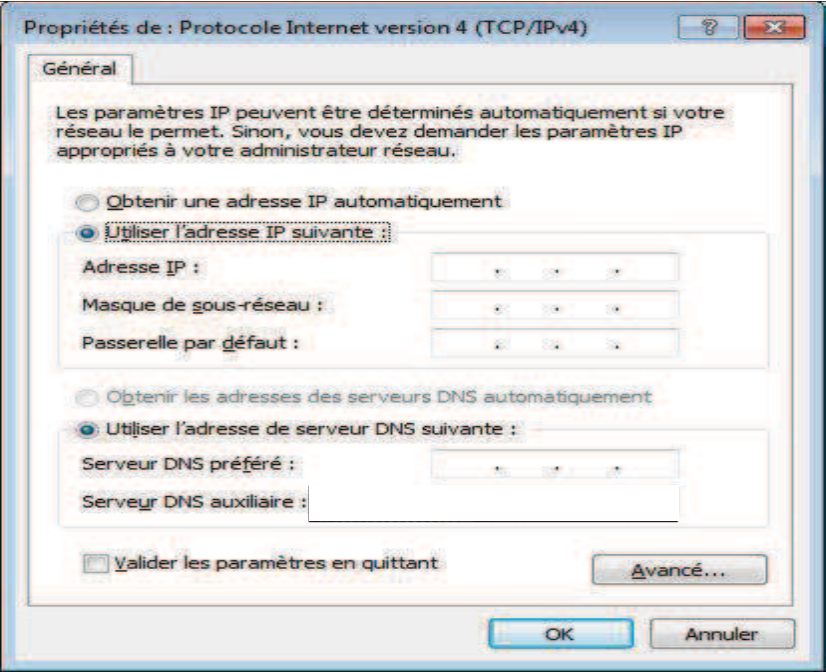 Propriétés de : Protocole Internet version 4 (TCP/IPv4)
?
Général
Les paramètres IP peuvent être déterminés automatiquement si votre
réseau le permet. Sinon, vous devez demander les paramètres IP
appropriés à votre administrateur réseau.
Obtenir une adresse IP automatiquement
Utiliser l'adresse IP suivante :
Adresse IP : . . .
Masque de sous-réseau : . . .
Passerelle par défaut : . . .
Obtenir les adresses des serveurs DNS automatiquement
Utiliser l'adresse de serveur DNS suivante :
Serveur DNS préféré : . . .
Serveur DNS auxiliaire :
Valider les paramètres en quittant
Avancé...
OK
Annuler